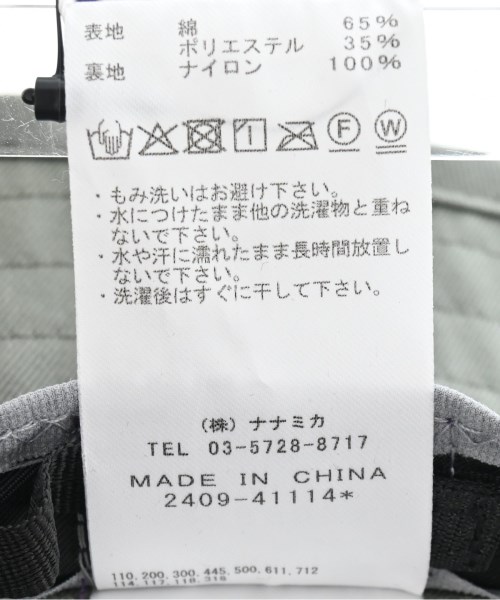 表地 綿 65%
ポリエステル 35%
裏地 ナイロン 100%
F W
・もみ洗いはお避け下さい。
・水につけたまま他の洗濯物と重ね
ないで下さい。
・水や汗に濡れたまま長時間放置し
ないで下さい。
・洗濯後はすぐに干して下さい。
(株) ナナミカ
TEL 03-5728-8717
MADE IN CHINA
2409-41114*
110.200.300.445.500.611.712
114.117.118.318